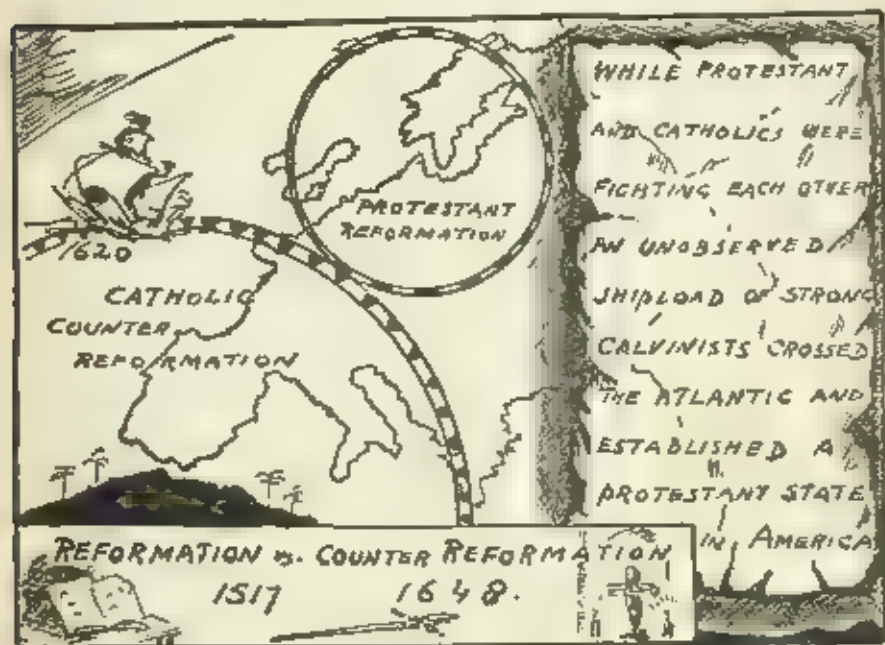 1620
CATHOLIC
COUNTER
REFORMATION
PROTESTANT
REFORMATION
WHILE PROTESTANT
AND CATHOLICS WERE
FIGHTING EACH OTHER
AN UNOBSERVED
SHIPLOAD OF STRONG
CALVINISTS CROSSED
THE ATLANTIC AND
ESTABLISHED A
PROTESTANT STATE
IN AMERICA
REFORMATION vs. COUNTER REFORMATION
1517 1648.